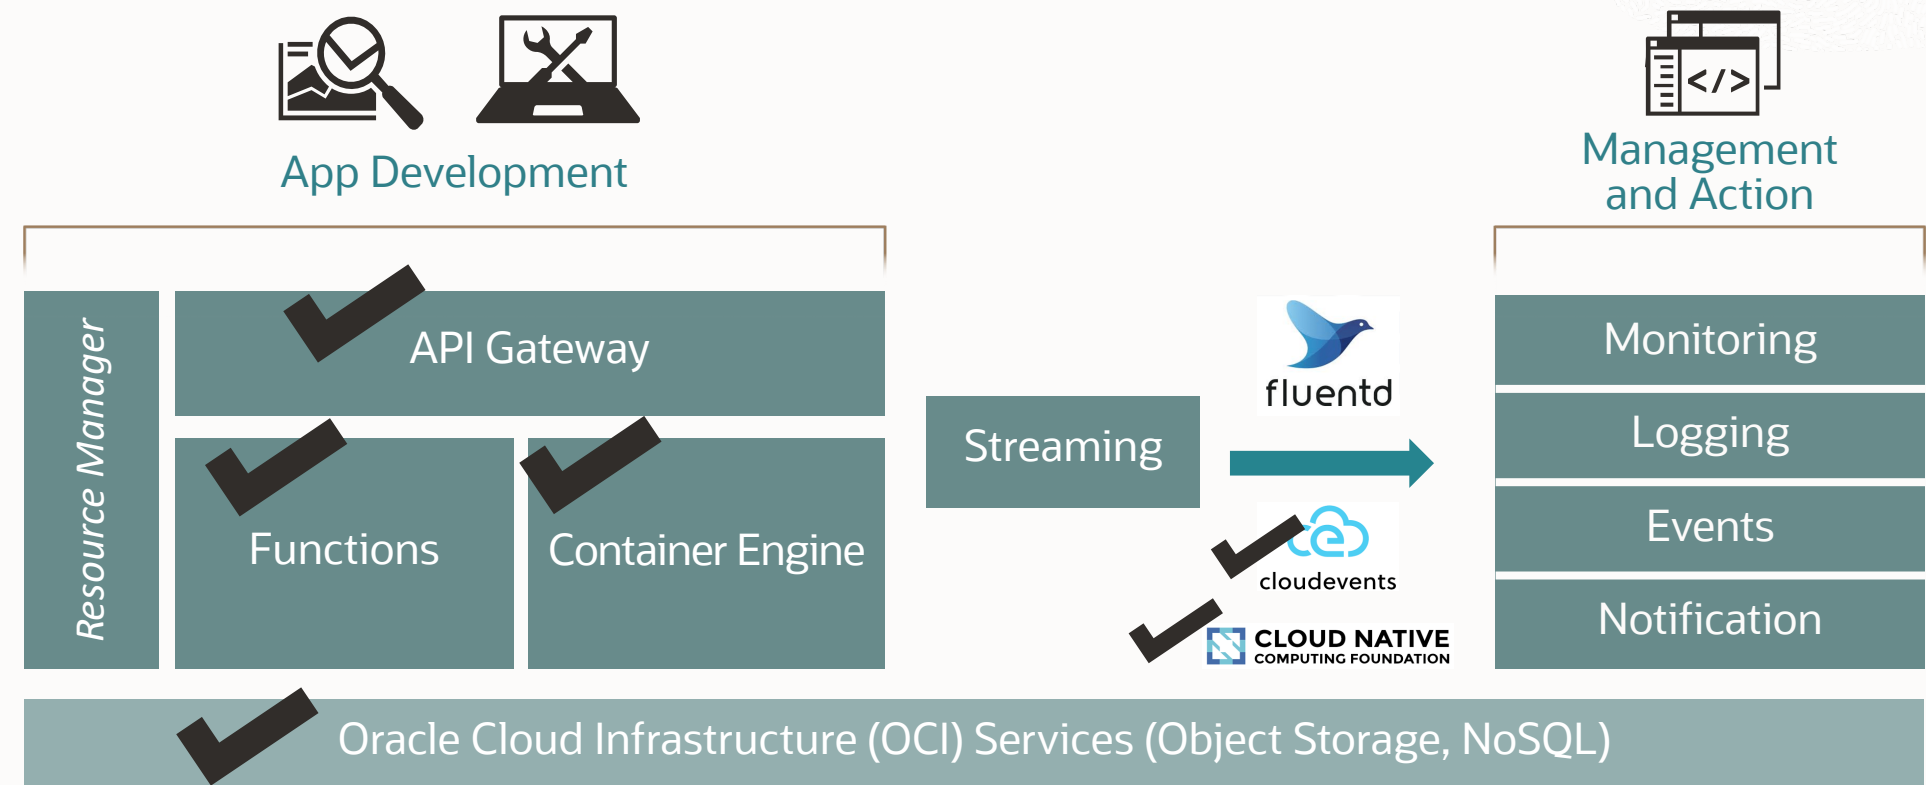 </>
App Development
Management
and Action
Resource Manager
API Gateway
Functions
Container Engine
Streaming
fluentd
cloudevents
CLOUD NATIVE
COMPUTING FOUNDATION
Monitoring
Logging
Events
Notification
Oracle Cloud Infrastructure (OCI) Services (Object Storage, NoSQL)